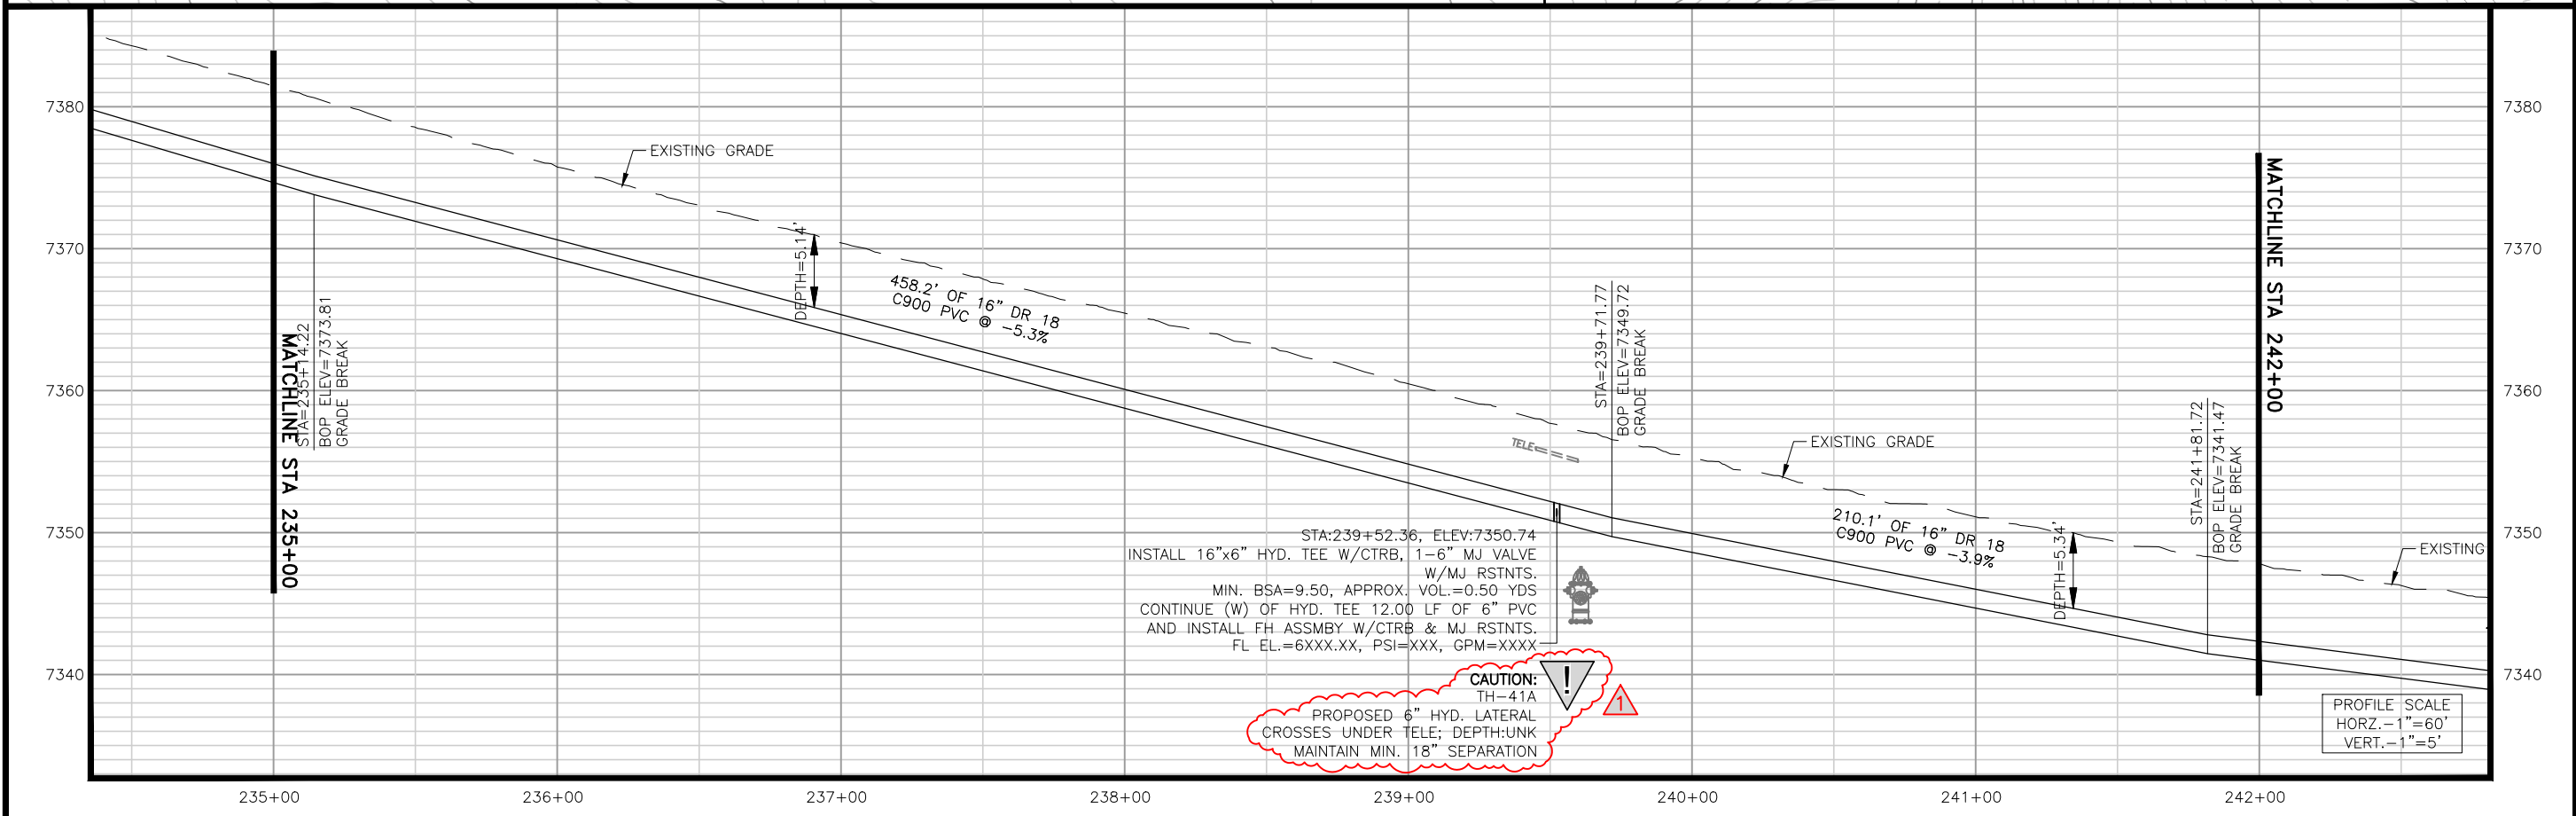 7380
7370
7360
7350
7340
MATCHLINE STA 235+00
STA=235+14.22
BOP ELEV=7373.81
GRADE BREAK
EXISTING GRADE
DEPTH=5.14'
458.2' OF 16" DR 18
C900 PVC @ -5.3%
STA=239+71.77
BOP ELEV=7349.72
GRADE BREAK
TELE
STA:239+52.36, ELEV:7350.74
INSTALL 16"x6" HYD. TEE W/CTRB, 1-6" MJ VALVE
W/MJ RSTNTS.
MIN. BSA=9.50, APPROX. VOL.=0.50 YDS
CONTINUE (W) OF HYD. TEE 12.00 LF OF 6" PVC
AND INSTALL FH ASSMBY W/CTRB & MJ RSTNTS.
FL EL.=6XXX.XX, PSI=XXX, GPM=XXXX
CAUTION:
TH-41A
PROPOSED 6" HYD. LATERAL
CROSSES UNDER TELE; DEPTH:UNK
MAINTAIN MIN. 18" SEPARATION
!
1
EXISTING GRADE
210.1' OF 16" DR 18
C900 PVC @ -3.9%
DEPTH=5.34'
STA=241+81.72
BOP ELEV=7341.47
GRADE BREAK
MATCHLINE STA 242+00
EXISTING
PROFILE SCALE
HORZ.-1"=60'
VERT.-1"=5'
7380
7370
7360
7350
7340
235+00
236+00
237+00
238+00
239+00
240+00
241+00
242+00